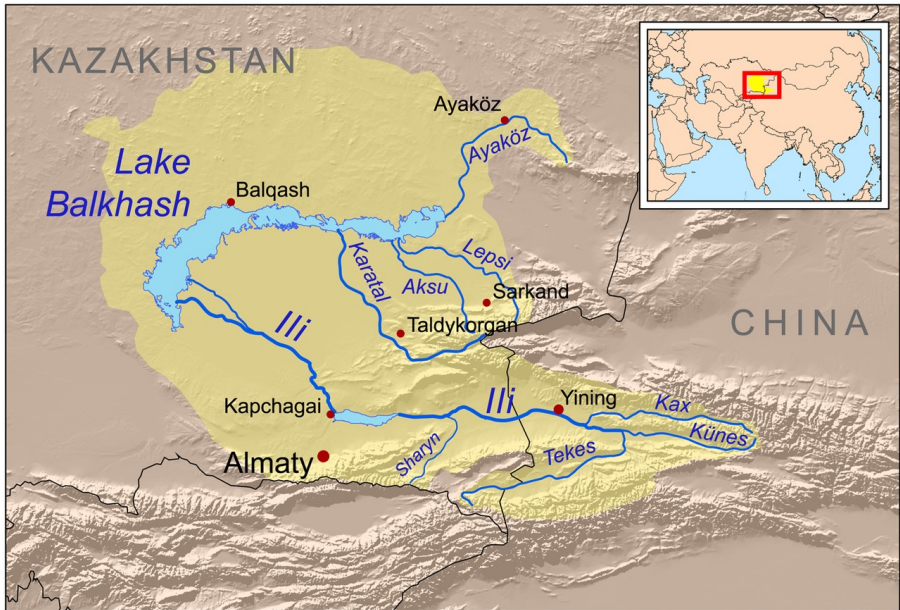 KAZAKHSTAN
Ayaköz
Ayaköz
Lake
Balkhash
Balqash
Lepsi
Karatal
Aksu
Sarkand
Ili
Taldykorgan
CHINA
Kapchagai
Ili
Yining
Kax
Künes
Almaty
Sharyn
Tekes